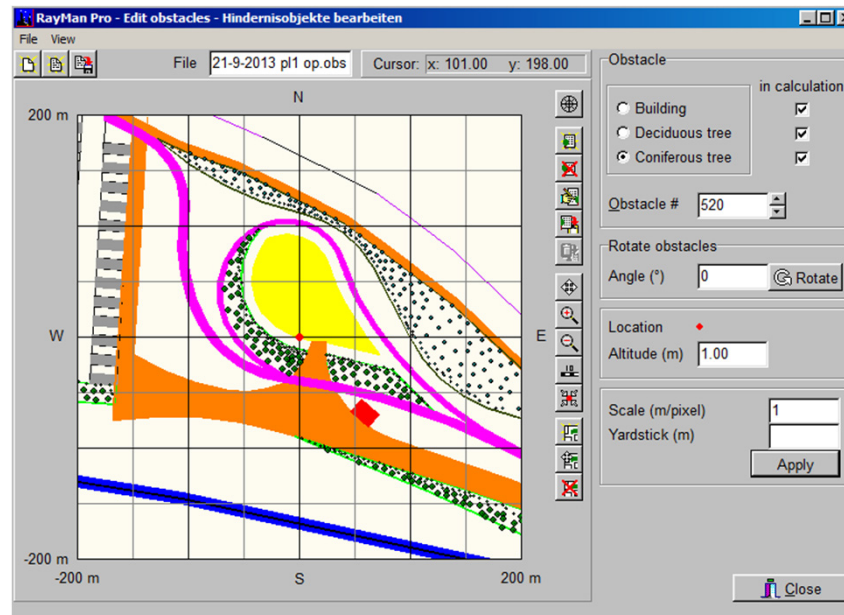 RayMan Pro - Edit obstacles - Hindernisobjekte bearbeiten
File View
File 21-9-2013 pl1 op.obs Cursor: x: 101.00 y: 198.00
N
200 m
W
E
-200 m
-200 m S 200 m
Obstacle
in calculation
Building
Deciduous tree
Coniferous tree
Obstacle # 520
Rotate obstacles
Angle (°) 0 Rotate
Location
Altitude (m) 1.00
Scale (m/pixel) 1
Yardstick (m)
Apply
Close